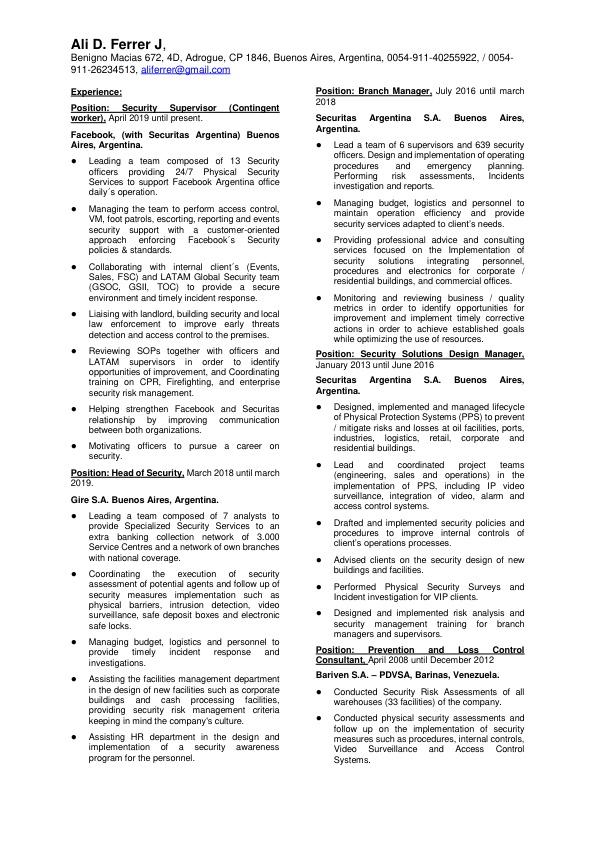 Ali D. Ferrer J,
Benigno Macias 672, 4D, Adrogue, CP 1846, Buenos Aires, Argentina, 0054-911-40255922, / 0054-
911-26234513, aliferrer@gmail.com
Experience:
Position: Security Supervisor (Contingent
worker), April 2019 until present.
Facebook, (with Securitas Argentina) Buenos
Aires, Argentina.
● Leading a team composed of 13 Security
officers providing 24/7 Physical Security
Services to support Facebook Argentina office
daily´s operation.
● Managing the team to perform access control,
VM, foot patrols, escorting, reporting and events
security support with a customer-oriented
approach enforcing Facebook´s Security
policies & standards.
● Collaborating with internal client´s (Events,
Sales, FSC) and LATAM Global Security team
(GSOC, GSII, TOC) to provide a secure
environment and timely incident response.
● Liaising with landlord, building security and local
law enforcement to improve early threats
detection and access control to the premises.
● Reviewing SOPs together with officers and
LATAM supervisors in order to identify
opportunities of improvement, and Coordinating
training on CPR, Firefighting, and enterprise
security risk management.
● Helping strengthen Facebook and Securitas
relationship by improving communication
between both organizations.
● Motivating officers to pursue a career on
security.
Position: Head of Security, March 2018 until march
2019.
Gire S.A. Buenos Aires, Argentina.
● Leading a team composed of 7 analysts to
provide Specialized Security Services to an
extra banking collection network of 3.000
Service Centres and a network of own branches
with national coverage.
● Coordinating the execution of security
assessment of potential agents and follow up of
security measures implementation such as
physical barriers, intrusion detection, video
surveillance, safe deposit boxes and electronic
safe locks.
● Managing budget, logistics and personnel to
provide timely incident response and
investigations.
● Assisting the facilities management department
in the design of new facilities such as corporate
buildings and cash processing facilities,
providing security risk management criteria
keeping in mind the company's culture.
● Assisting HR department in the design and
implementation of a security awareness
program for the personnel.
Position: Branch Manager, July 2016 until march
2018
Securitas Argentina S.A. Buenos Aires,
Argentina.
● Lead a team of 6 supervisors and 639 security
officers. Design and implementation of operating
procedures and emergency planning.
Performing risk assessments, Incidents
investigation and reports.
● Managing budget, logistics and personnel to
maintain operation efficiency and provide
security services adapted to client's needs.
● Providing professional advice and consulting
services focused on the Implementation of
security solutions integrating personnel,
procedures and electronics for corporate /
residential buildings, and commercial offices.
● Monitoring and reviewing business / quality
metrics in order to identify opportunities for
improvement and implement timely corrective
actions in order to achieve established goals
while optimizing the use of resources.
Position: Security Solutions Design Manager,
January 2013 until June 2016
Securitas Argentina S.A. Buenos Aires,
Argentina.
● Designed, implemented and managed lifecycle
of Physical Protection Systems (PPS) to prevent
/ mitigate risks and losses at oil facilities, ports,
industries, logistics, retail, corporate and
residential buildings.
● Lead and coordinated project teams
(engineering, sales and operations) in the
implementation of PPS, including IP video
surveillance, integration of video, alarm and
access control systems.
● Drafted and implemented security policies and
procedures to improve internal controls of
client's operations processes.
● Advised clients on the security design of new
buildings and facilities.
● Performed Physical Security Surveys and
Incident investigation for VIP clients.
● Designed and implemented risk analysis and
security management training for branch
managers and supervisors.
Position: Prevention and Loss Control
Consultant, April 2008 until December 2012
Bariven S.A. – PDVSA, Barinas, Venezuela.
● Conducted Security Risk Assessments of all
warehouses (33 facilities) of the company.
● Conducted physical security assessments and
follow up on the implementation of security
measures such as procedures, internal controls,
Video Surveillance and Access Control
Systems.